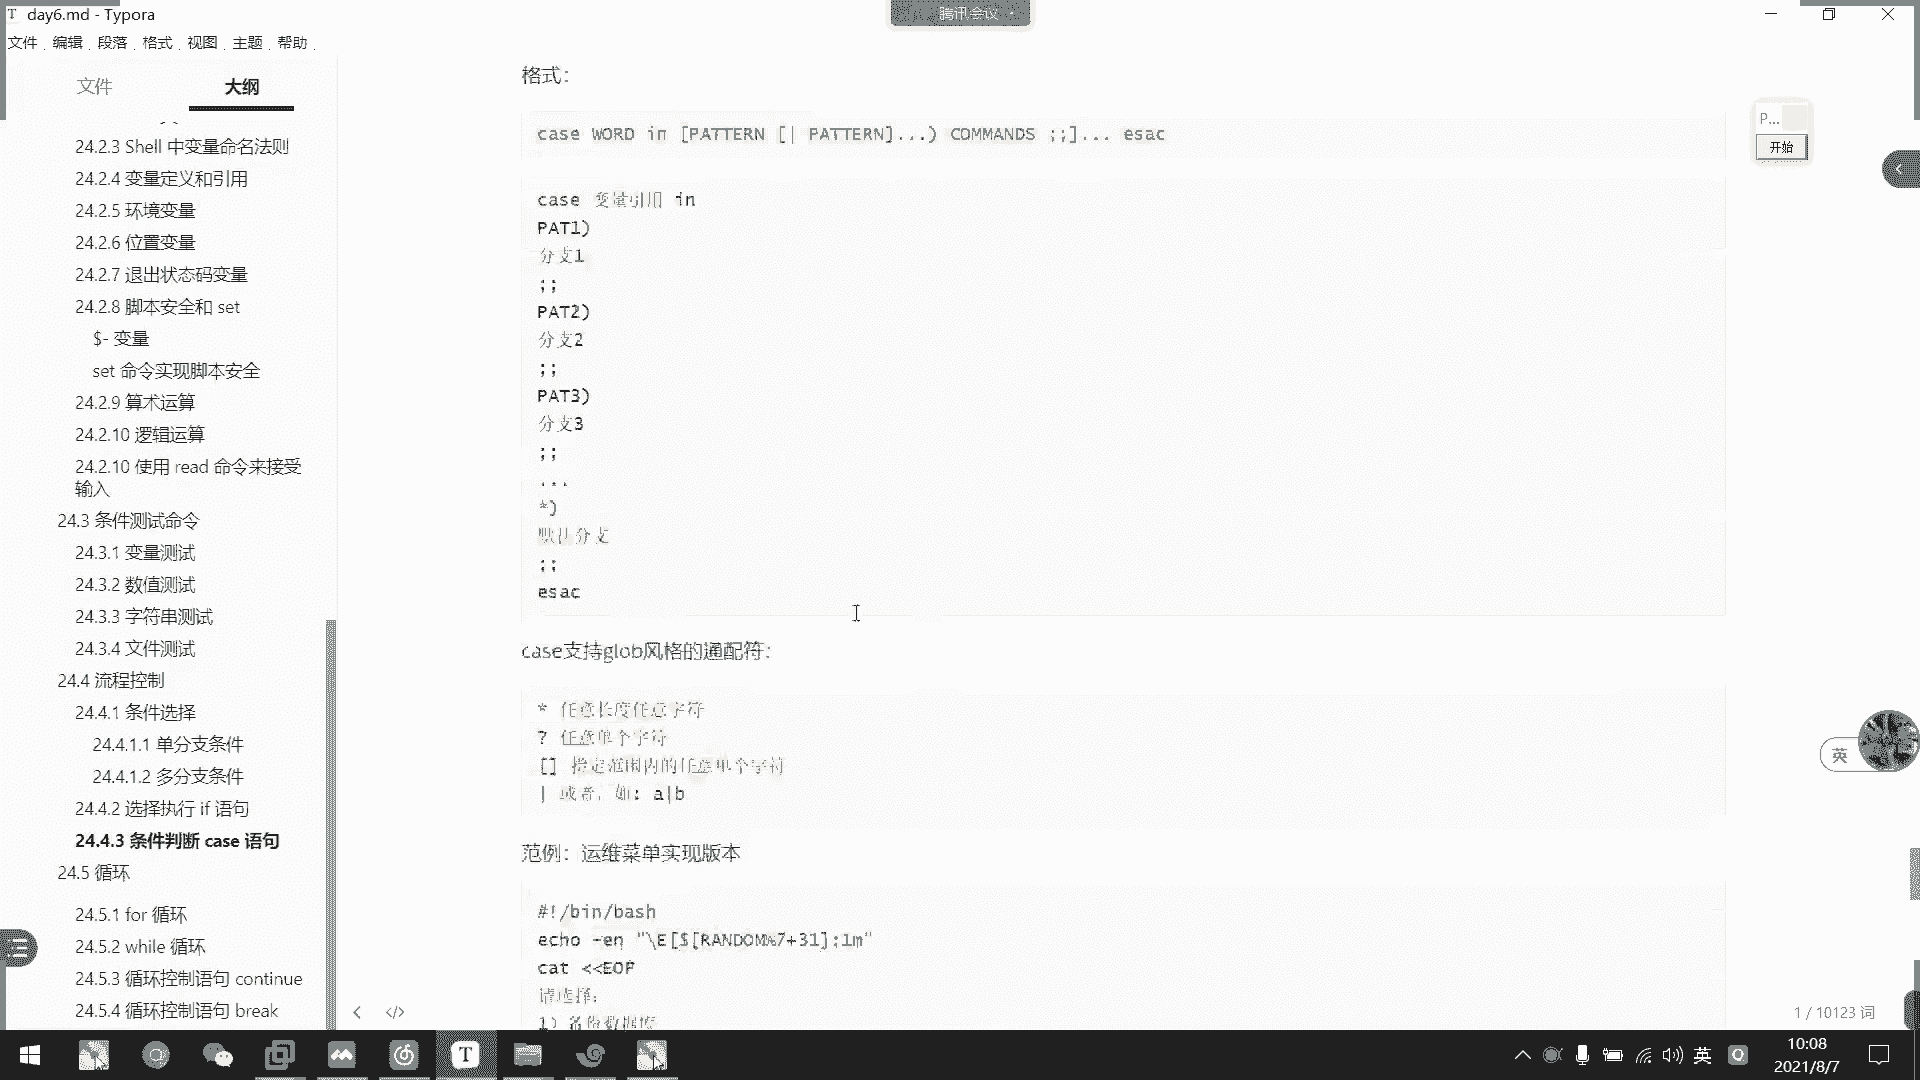 T day6.md - Typora
腾讯会议
文件 编辑 段落 格式 视图 主题 帮助
文件 大纲
24.2.3 Shell 中变量命名法则
24.2.4 变量定义和引用
24.2.5 环境变量
24.2.6 位置变量
24.2.7 退出状态码变量
24.2.8 脚本安全和 set
$- 变量
set 命令实现脚本安全
24.2.9 算术运算
24.2.10 逻辑运算
24.2.10 使用 read 命令来接受
输入
24.3 条件测试命令
24.3.1 变量测试
24.3.2 数值测试
24.3.3 字符串测试
24.3.4 文件测试
24.4 流程控制
24.4.1 条件选择
24.4.1.1 单分支条件
24.4.1.2 多分支条件
24.4.2 选择执行 if 语句
24.4.3 条件判断 case 语句
24.5 循环
24.5.1 for 循环
24.5.2 while 循环
24.5.3 循环控制语句 continue
24.5.4 循环控制语句 break
格式：
case WORD in [PATTERN [| PATTERN]...) COMMANDS ;;]... esac
case 变量引用 in
PAT1)
分支1
;;
PAT2)
分支2
;;
PAT3)
分支3
;;
...
*)
默认分支
;;
esac
case支持glob风格的通配符：
* 任意长度任意字符
? 任意单个字符
[] 指定范围内的任意单个字符
| 或者，如: a|b
范例：运维菜单实现版本
#!/bin/bash
echo -en "\E[$[RANDOM%7+31];1m"
cat <<EOF
请选择：
1) 备份数据库
P...
开始
英
1 / 10123 词
英
10:08
2021/8/7